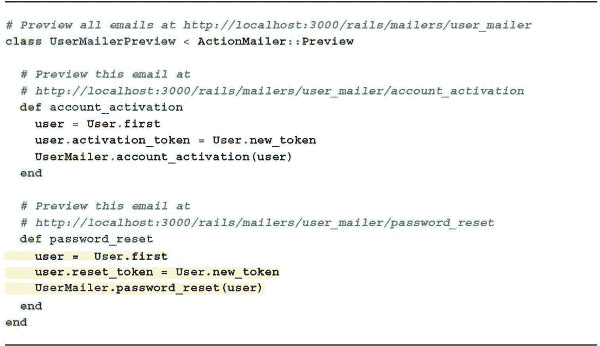 # Preview all emails at http://localhost:3000/rails/mailers/user_mailer
class UserMailerPreview < ActionMailer::Preview
  # Preview this email at
  # http://localhost:3000/rails/mailers/user_mailer/account_activation
  def account_activation
    user = User.first
    user.activation_token = User.new_token
    UserMailer.account_activation(user)
  end
  # Preview this email at
  # http://localhost:3000/rails/mailers/user_mailer/password_reset
  def password_reset
    user =  User.first
    user.reset_token = User.new_token
    UserMailer.password_reset(user)
  end
end